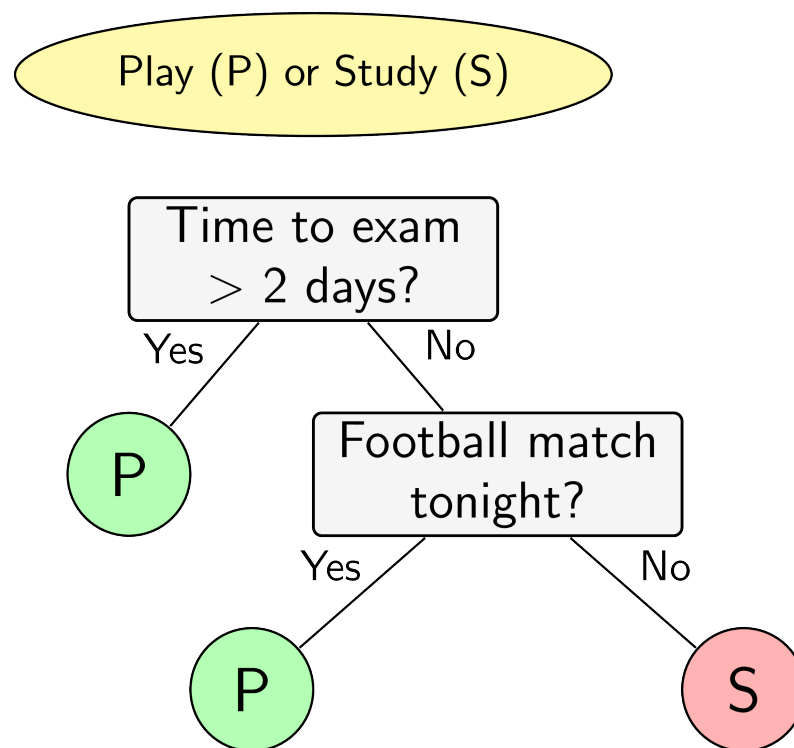 Play (P) or Study (S)
Time to exam
> 2 days?
Yes
No
P
Football match
tonight?
Yes
No
P
S